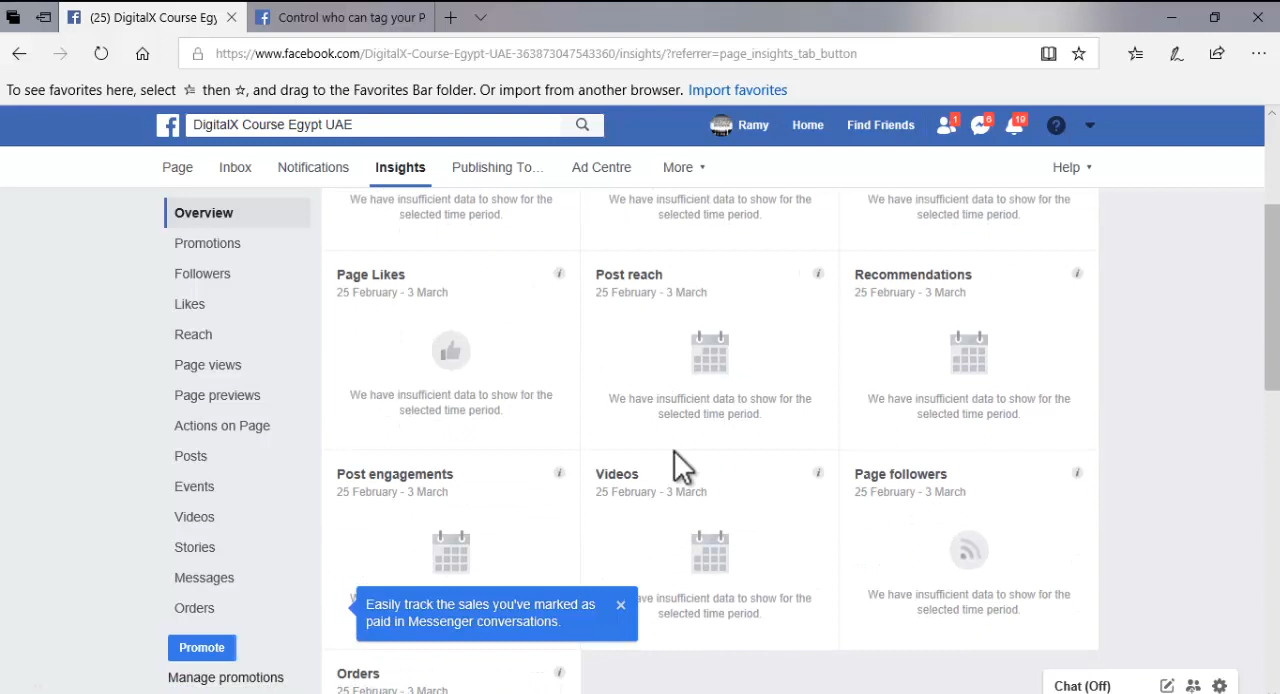 (25) DigitalX Course Egy
Control who can tag your P
https://www.facebook.com/DigitalX-Course-Egypt-UAE-363873047543360/insights/?referrer=page_insights_tab_button
To see favorites here, select ☆ then ☆, and drag to the Favorites Bar folder. Or import from another browser. Import favorites
DigitalX Course Egypt UAE
Ramy Home Find Friends 1 6 19
Page Inbox Notifications Insights Publishing To... Ad Centre More Help
Overview
Promotions
Followers
Likes
Reach
Page views
Page previews
Actions on Page
Posts
Events
Videos
Stories
Messages
Orders
Promote
Manage promotions
We have insufficient data to show for the
selected time period.
We have insufficient data to show for the
selected time period.
We have insufficient data to show for the
selected time period.
Page Likes
25 February - 3 March
We have insufficient data to show for the
selected time period.
Post reach
25 February - 3 March
We have insufficient data to show for the
selected time period.
Recommendations
25 February - 3 March
We have insufficient data to show for the
selected time period.
Post engagements
25 February - 3 March
Easily track the sales you've marked as
paid in Messenger conversations.
Videos
25 February - 3 March
ve insufficient data to show for the
selected time period.
Page followers
25 February - 3 March
We have insufficient data to show for the
selected time period.
Orders
25 February - 3 March
Chat (Off)